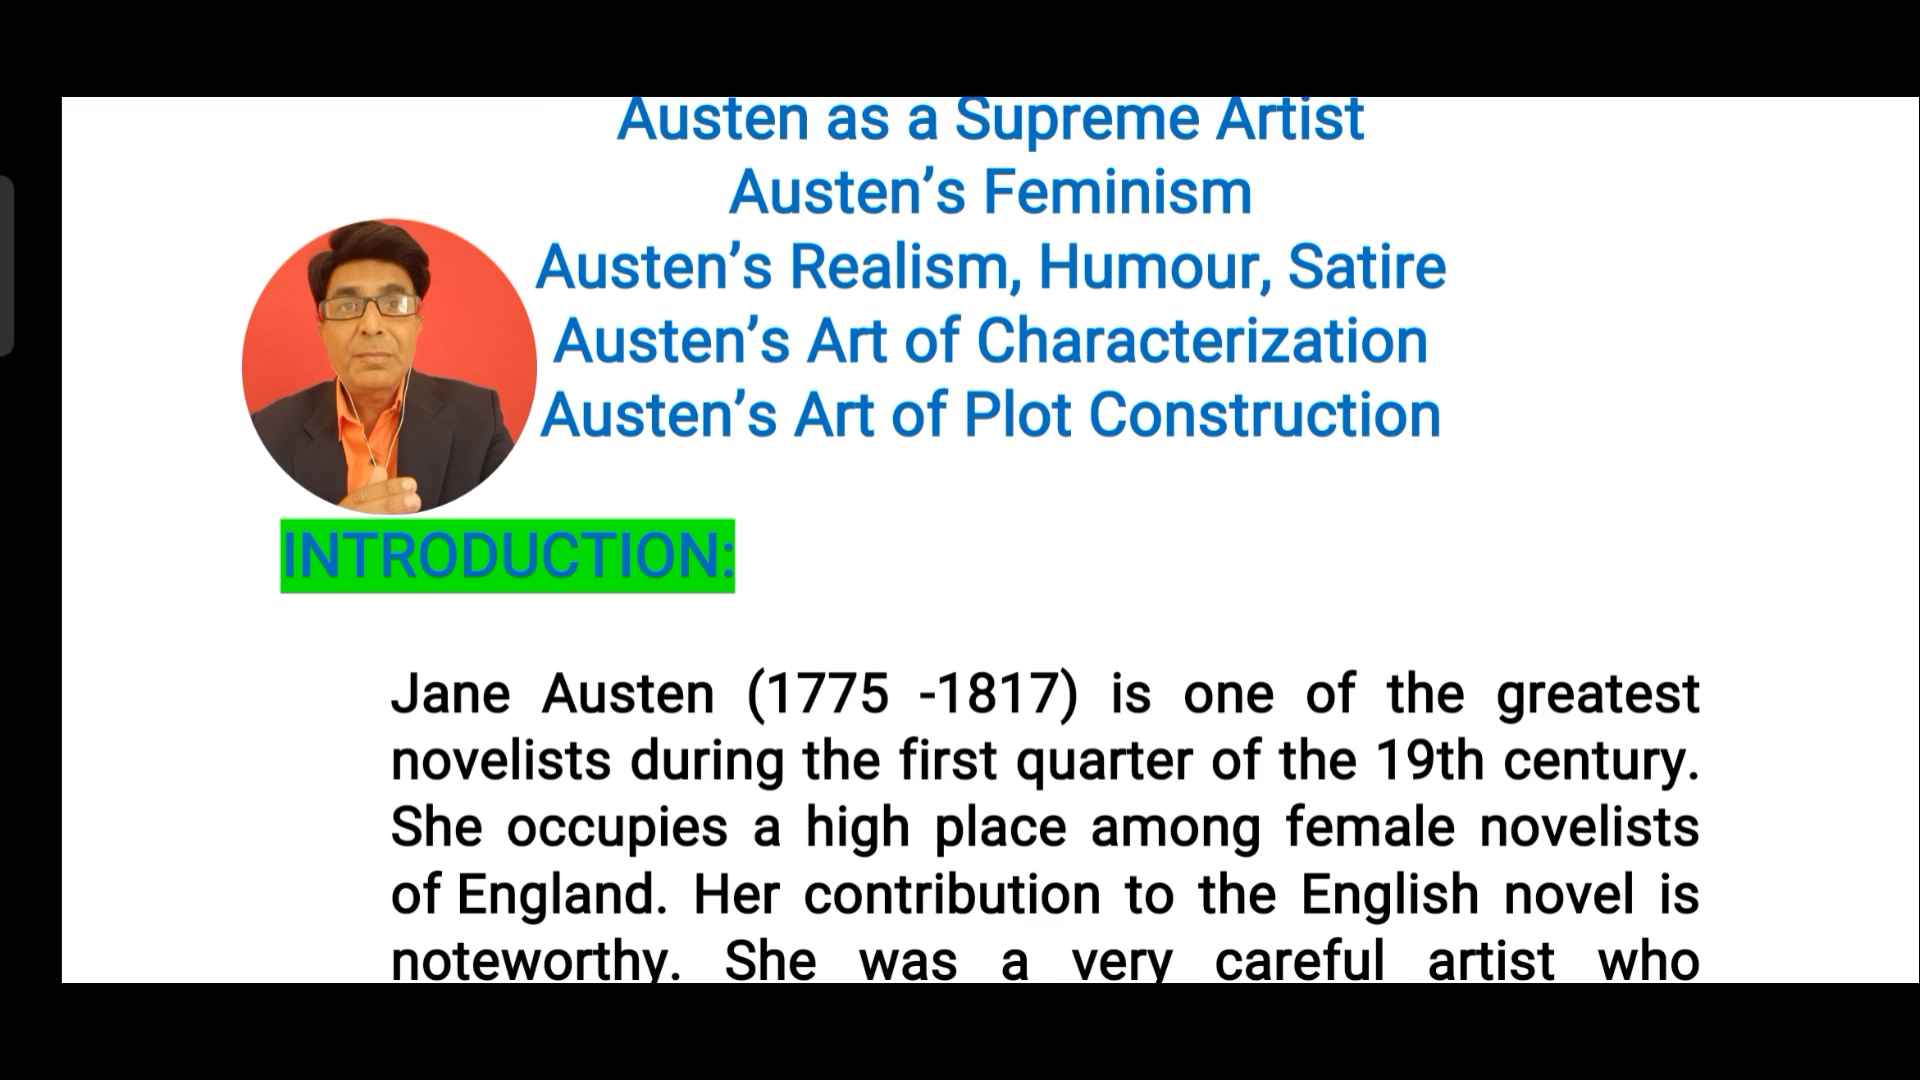 Austen as a Supreme Artist
Austen’s Feminism
Austen’s Realism, Humour, Satire
Austen’s Art of Characterization
Austen’s Art of Plot Construction
INTRODUCTION:
Jane Austen (1775 -1817) is one of the greatest
novelists during the first quarter of the 19th century.
She occupies a high place among female novelists
of England. Her contribution to the English novel is
noteworthy. She was a very careful artist who